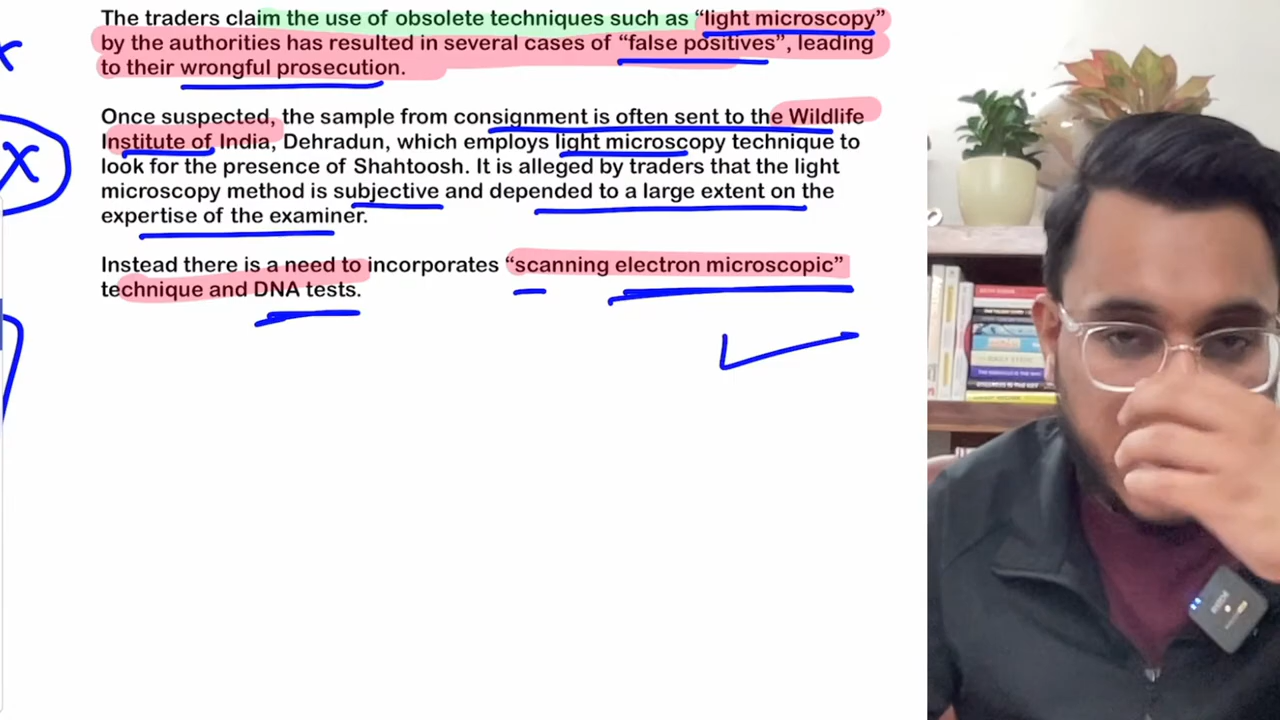 The traders claim the use of obsolete techniques such as “light microscopy”
by the authorities has resulted in several cases of “false positives”, leading
to their wrongful prosecution.
Once suspected, the sample from consignment is often sent to the Wildlife
Institute of India, Dehradun, which employs light microscopy technique to
look for the presence of Shahtoosh. It is alleged by traders that the light
microscopy method is subjective and depended to a large extent on the
expertise of the examiner.
Instead there is a need to incorporates “scanning electron microscopic”
technique and DNA tests.
x